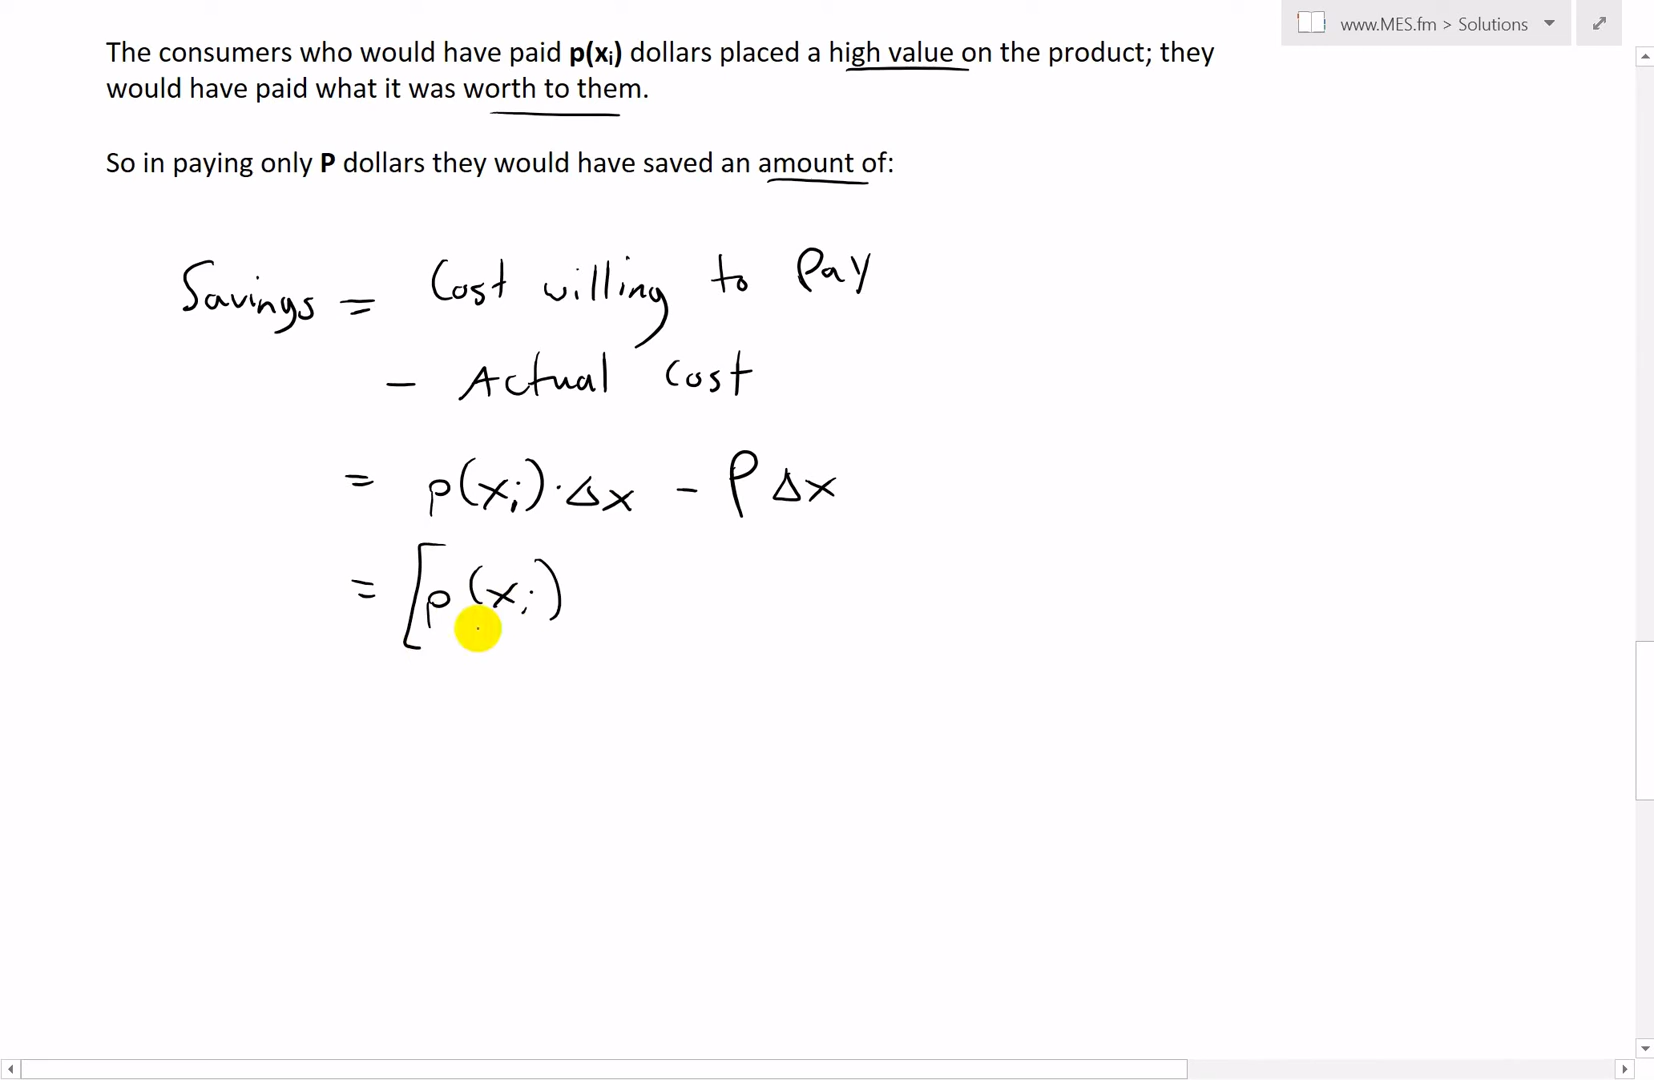 www.MES.fm > Solutions
The consumers who would have paid p(xᵢ) dollars placed a high value on the product; they
would have paid what it was worth to them.
So in paying only P dollars they would have saved an amount of:
Savings = Cost willing to Pay
- Actual Cost
= p(xᵢ)·Δx - P Δx
= [p(xᵢ)